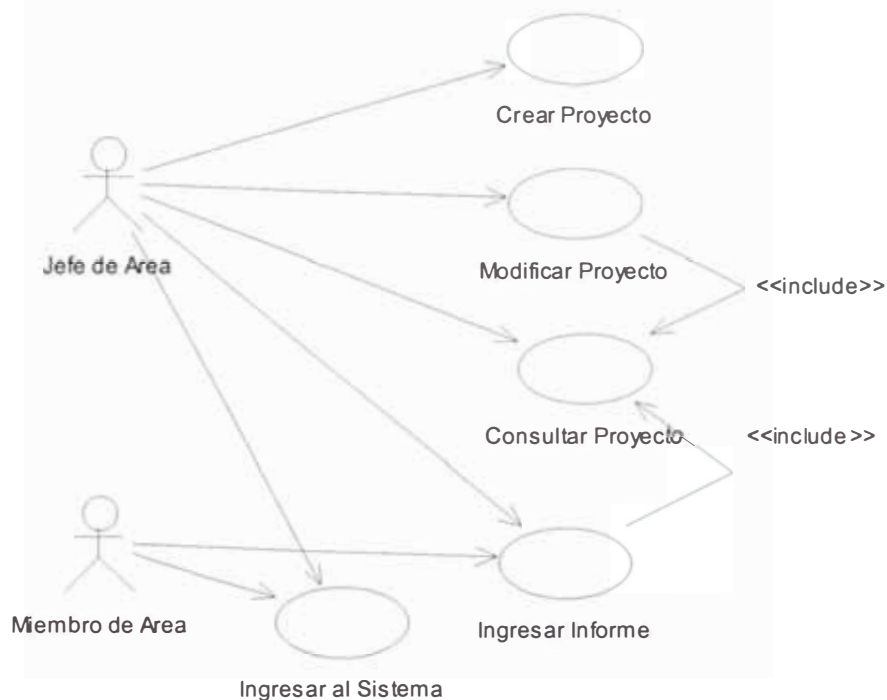 Crear Proyecto
Jefe de Area
Modificar Proyecto
<<include>>
Consultar Proyecto
<<include>>
Miembro de Area
Ingresar Informe
Ingresar al Sistema